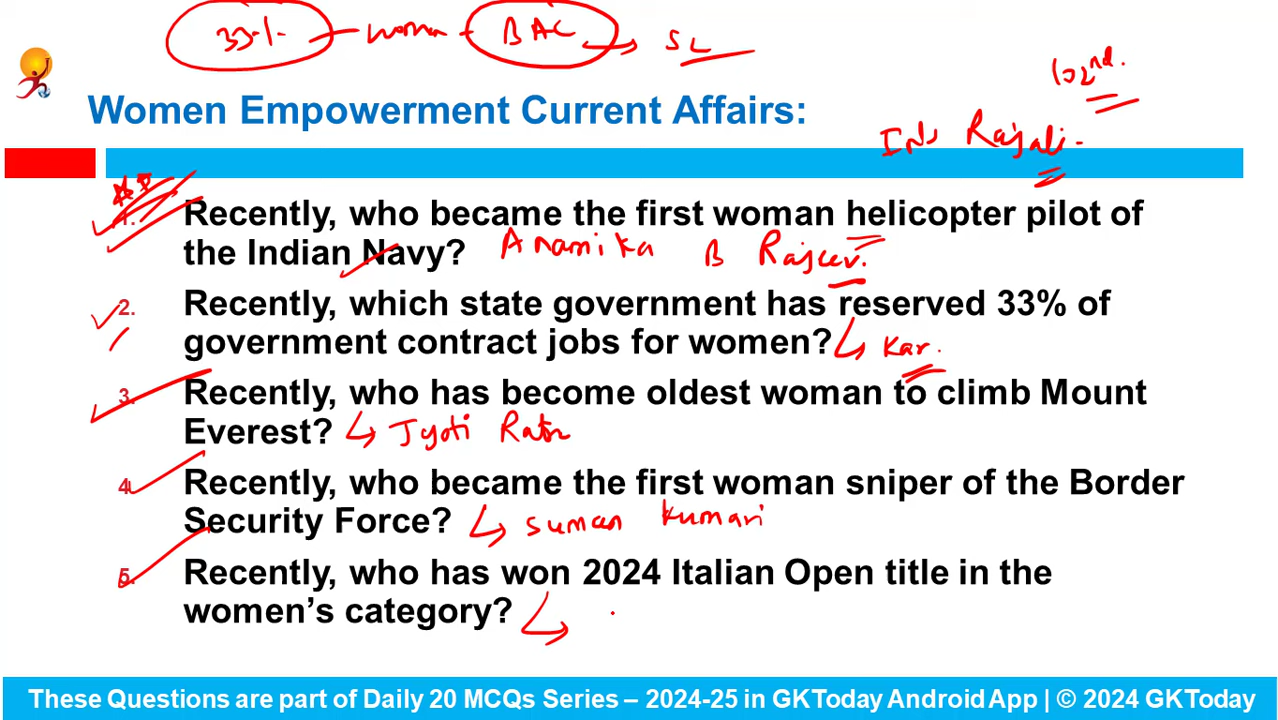 33% women BAC SL
102nd.
Women Empowerment Current Affairs:
INS Rajali.
1. Recently, who became the first woman helicopter pilot of
the Indian Navy? Anamika B Rajeev.
2. Recently, which state government has reserved 33% of
government contract jobs for women? Kar.
3. Recently, who has become oldest woman to climb Mount
Everest? Jyoti
4. Recently, who became the first woman sniper of the Border
Security Force? Suman Kumari
5. Recently, who has won 2024 Italian Open title in the
women’s category?
These Questions are part of Daily 20 MCQs Series – 2024-25 in GKToday Android App | © 2024 GKToday